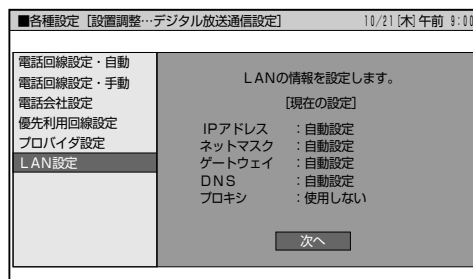 ■各種設定［設置調整…デジタル放送通信設定］ 10/21[木]午前 9:00
電話回線設定・自動
電話回線設定・手動
電話会社設定
優先利用回線設定
プロバイダ設定
LAN設定
LANの情報を設定します。
[現在の設定]
IPアドレス ：自動設定
ネットマスク ：自動設定
ゲートウェイ ：自動設定
DNS ：自動設定
プロキシ ：使用しない
次へ